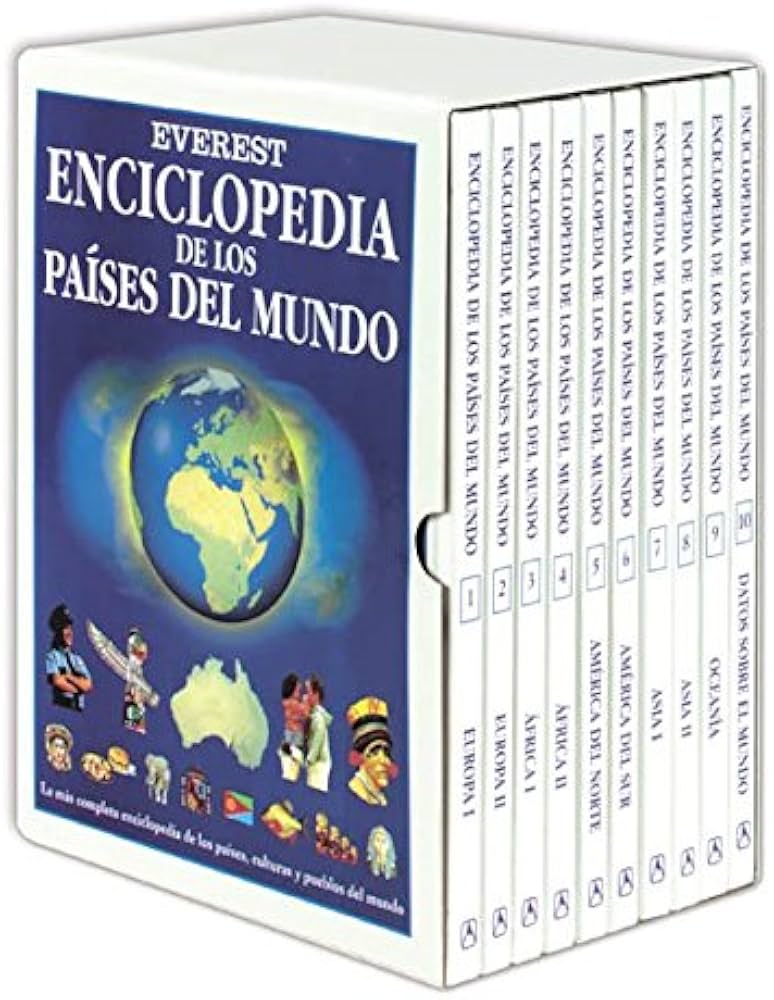 EVEREST
ENCICLOPEDIA
DE LOS
PAÍSES DEL MUNDO
La más completa enciclopedia de los países, culturas y pueblos del mundo
ENCICLOPEDIA DE LOS PAÍSES DEL MUNDO 1 EUROPA I
ENCICLOPEDIA DE LOS PAÍSES DEL MUNDO 2 EUROPA II
ENCICLOPEDIA DE LOS PAÍSES DEL MUNDO 3 ÁFRICA I
ENCICLOPEDIA DE LOS PAÍSES DEL MUNDO 4 ÁFRICA II
ENCICLOPEDIA DE LOS PAÍSES DEL MUNDO 5 AMÉRICA DEL NORTE
ENCICLOPEDIA DE LOS PAÍSES DEL MUNDO 6 AMÉRICA DEL SUR
ENCICLOPEDIA DE LOS PAÍSES DEL MUNDO 7 ASIA I
ENCICLOPEDIA DE LOS PAÍSES DEL MUNDO 8 ASIA II
ENCICLOPEDIA DE LOS PAÍSES DEL MUNDO 9 OCEANÍA
ENCICLOPEDIA DE LOS PAÍSES DEL MUNDO 10 DATOS SOBRE EL MUNDO